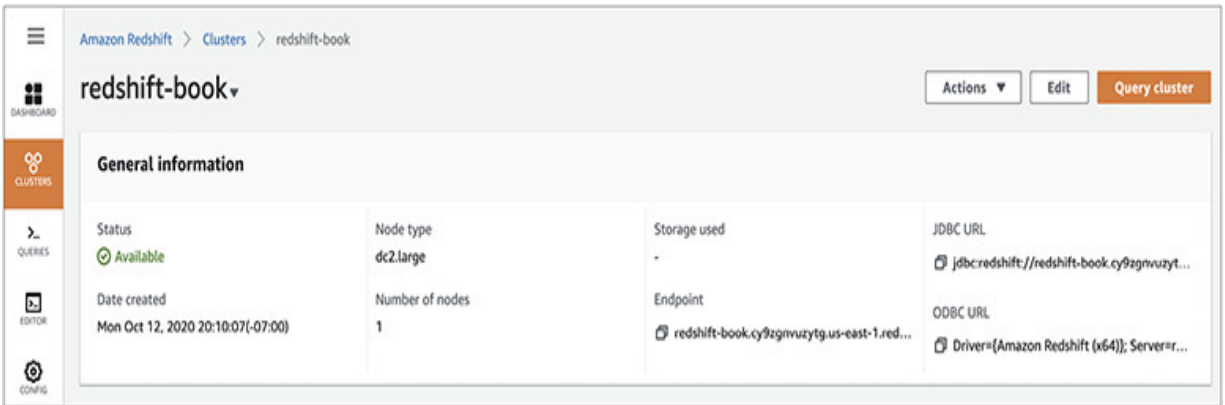 Amazon Redshift > Clusters > redshift-book
redshift-book
Actions
Edit
Query cluster
DASHBOARD
CLUSTERS
QUERIES
EDITOR
CONFIG
General information
Status
Available
Date created
Mon Oct 12, 2020 20:10:07(-07:00)
Node type
dc2.large
Number of nodes
1
Storage used
-
Endpoint
redshift-book.cy9zgnvuzytg.us-east-1.red...
JDBC URL
jdbc:redshift://redshift-book.cy9zgnvuzyt...
ODBC URL
Driver={Amazon Redshift (x64)}; Server=r...